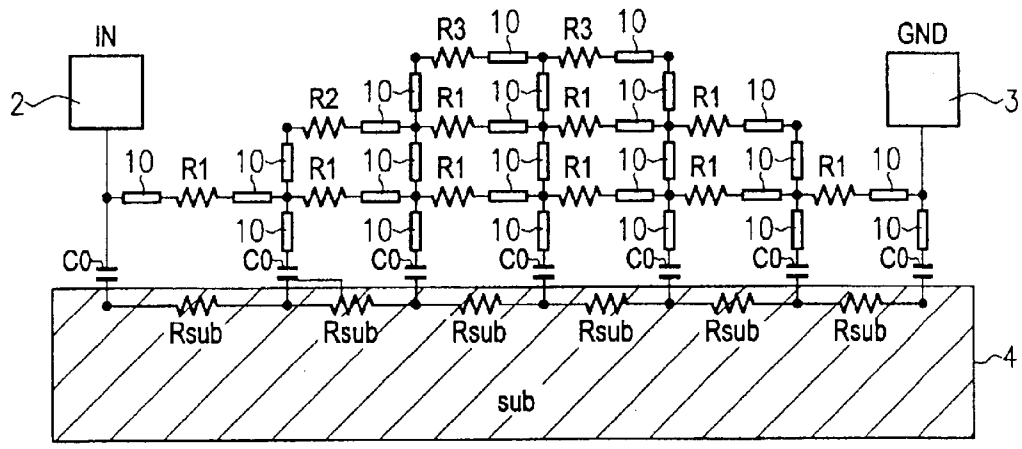 IN R3 10 R3 10 GND
2 10 10 10 3
R2 10 R1 10 R1 10 R1 10
10 10 10 10 10
10 R1 10 R1 10 R1 10 R1 10 R1 10 R1 10
10 10 10 10 10 10
C0 C0 C0 C0 C0 C0 C0
Rsub Rsub Rsub Rsub Rsub Rsub
4
sub